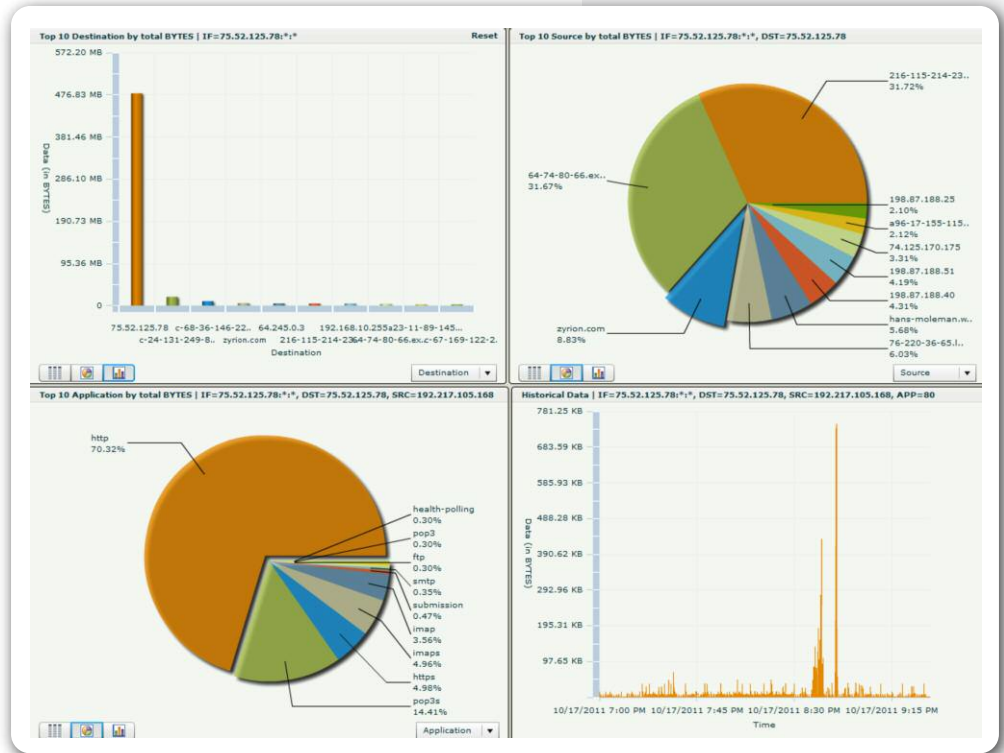 Top 10 Destination by total BYTES | IF=75.52.125.78:*:*
Reset
572.20 MB
476.83 MB
381.46 MB
286.10 MB
190.73 MB
95.36 MB
0
Data (in BYTES)
75.52.125.78 c-68-36-146-22.. 64.245.0.3 192.168.10.255 a23-11-89-145...
c-24-131-249-8.. zyrion.com 216-115-214-23.. 64-74-80-66.ex.. c-67-169-122-2.
Destination
Destination
Top 10 Source by total BYTES | IF=75.52.125.78:*:*, DST=75.52.125.78
216-115-214-23..
31.72%
64-74-80-66.ex..
31.67%
198.87.188.25
2.10%
a96-17-155-115..
2.12%
74.125.170.175
3.31%
198.87.188.51
4.19%
198.87.188.40
4.31%
hans-moleman.w..
5.68%
76-220-36-65.l..
6.03%
zyrion.com
8.83%
Source
Top 10 Application by total BYTES | IF=75.52.125.78:*:*, DST=75.52.125.78, SRC=192.217.105.168
http
70.32%
health-polling
0.30%
pop3
0.30%
ftp
0.30%
smtp
0.35%
submission
0.47%
imap
3.56%
imaps
4.96%
https
4.98%
pop3s
14.41%
Application
Historical Data | IF=75.52.125.78:*:*, DST=75.52.125.78, SRC=192.217.105.168, APP=80
781.25 KB
683.59 KB
585.93 KB
488.28 KB
390.62 KB
292.96 KB
195.31 KB
97.65 KB
Data (in BYTES)
10/17/2011 7:00 PM 10/17/2011 7:45 PM 10/17/2011 8:30 PM 10/17/2011 9:15 PM
Time